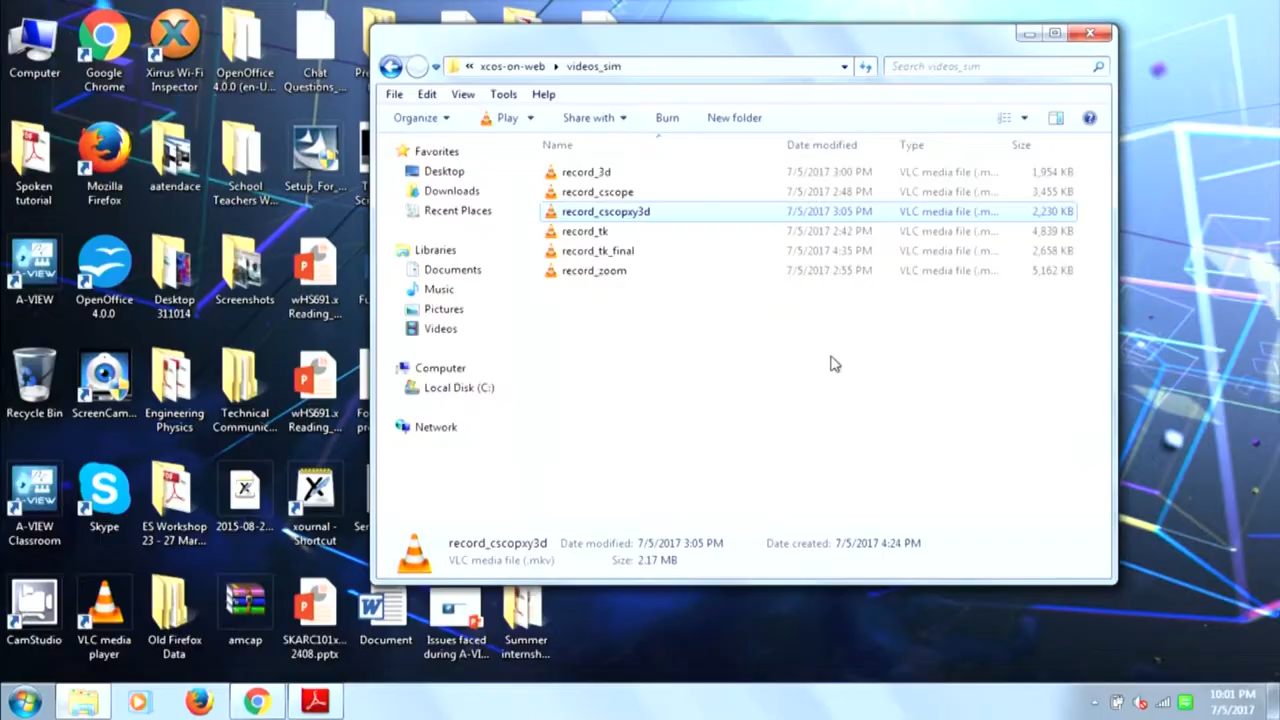 Computer
Google
Chrome
Xirrus Wi-Fi
Inspector
OpenOffice
4.0.0 (en-U...
Chat
Questions_...
Spoken
tutorial
Mozilla
Firefox
aatendace
School
Teachers W...
Setup_For_...
A-VIEW
OpenOffice
4.0.0
Desktop
311014
Screenshots
wHS691.x
Reading_...
Recycle Bin
ScreenCam...
Engineering
Physics
Technical
Communic...
wHS691.x
Reading_...
A-VIEW
A-VIEW
Classroom
Skype
ES Workshop
23 - 27 Mar...
2015-08-2...
xournal -
Shortcut
CamStudio
VLC media
player
Old Firefox
Data
amcap
SKARC101x...
2408.pptx
Document
Issues faced
during A-VI...
Summer
internsh...
« xcos-on-web ▸ videos_sim
Search videos_sim
File Edit View Tools Help
Organize Play Share with Burn New folder
Favorites
Desktop
Downloads
Recent Places
Libraries
Documents
Music
Pictures
Videos
Computer
Local Disk (C:)
Network
Name Date modified Type Size
record_3d 7/5/2017 3:00 PM VLC media file (.m... 1,954 KB
record_cscope 7/5/2017 2:48 PM VLC media file (.m... 3,455 KB
record_cscopxy3d 7/5/2017 3:05 PM VLC media file (.m... 2,230 KB
record_tk 7/5/2017 2:42 PM VLC media file (.m... 4,839 KB
record_tk_final 7/5/2017 4:35 PM VLC media file (.m... 2,658 KB
record_zoom 7/5/2017 2:55 PM VLC media file (.m... 5,162 KB
record_cscopxy3d Date modified: 7/5/2017 3:05 PM Date created: 7/5/2017 4:24 PM
VLC media file (.mkv) Size: 2.17 MB
10:01 PM
7/5/2017